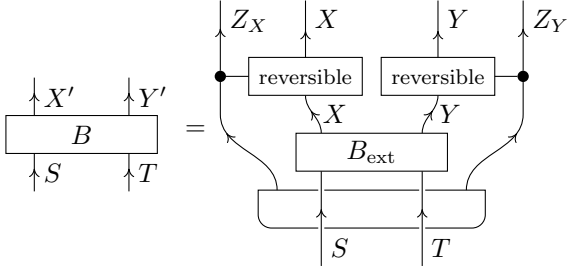 Z_X X Y Z_Y
reversible reversible
X' Y' X Y
B = B_ext
S T
S T